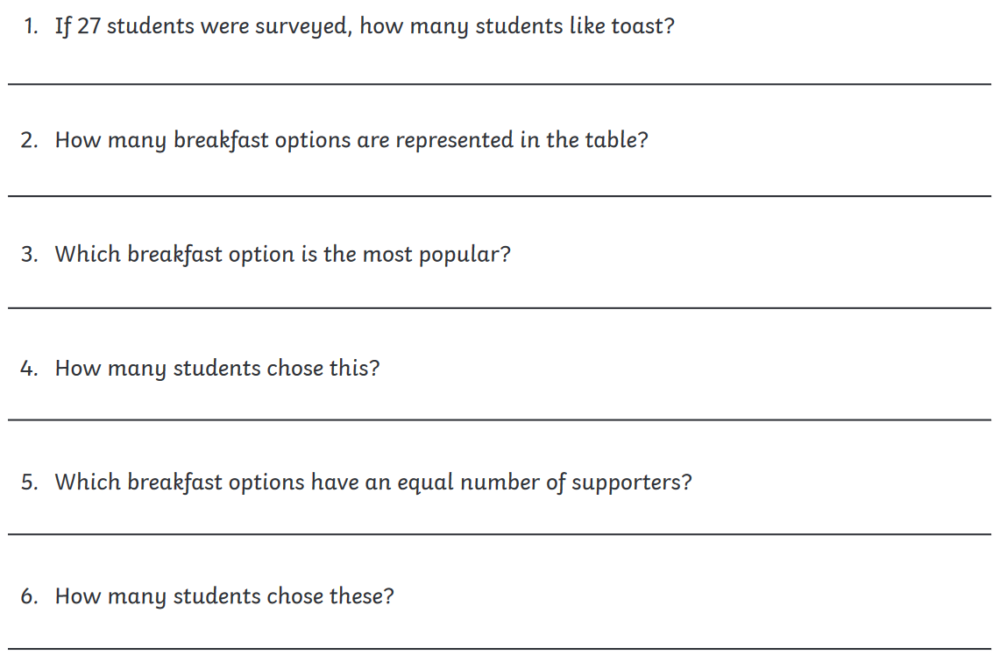 1. If 27 students were surveyed, how many students like toast?
2. How many breakfast options are represented in the table?
3. Which breakfast option is the most popular?
4. How many students chose this?
5. Which breakfast options have an equal number of supporters?
6. How many students chose these?